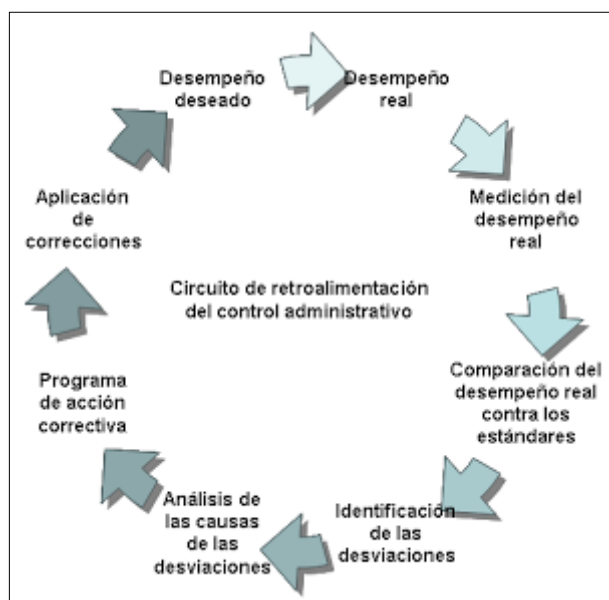 Desempeño
deseado
Desempeño
real
Medición del
desempeño
real
Comparación del
desempeño real
contra los
estándares
Identificación
de las
desviaciones
Análisis de
las causas
de las
desviaciones
Programa
de acción
correctiva
Aplicación
de
correcciones
Circuito de retroalimentación
del control administrativo